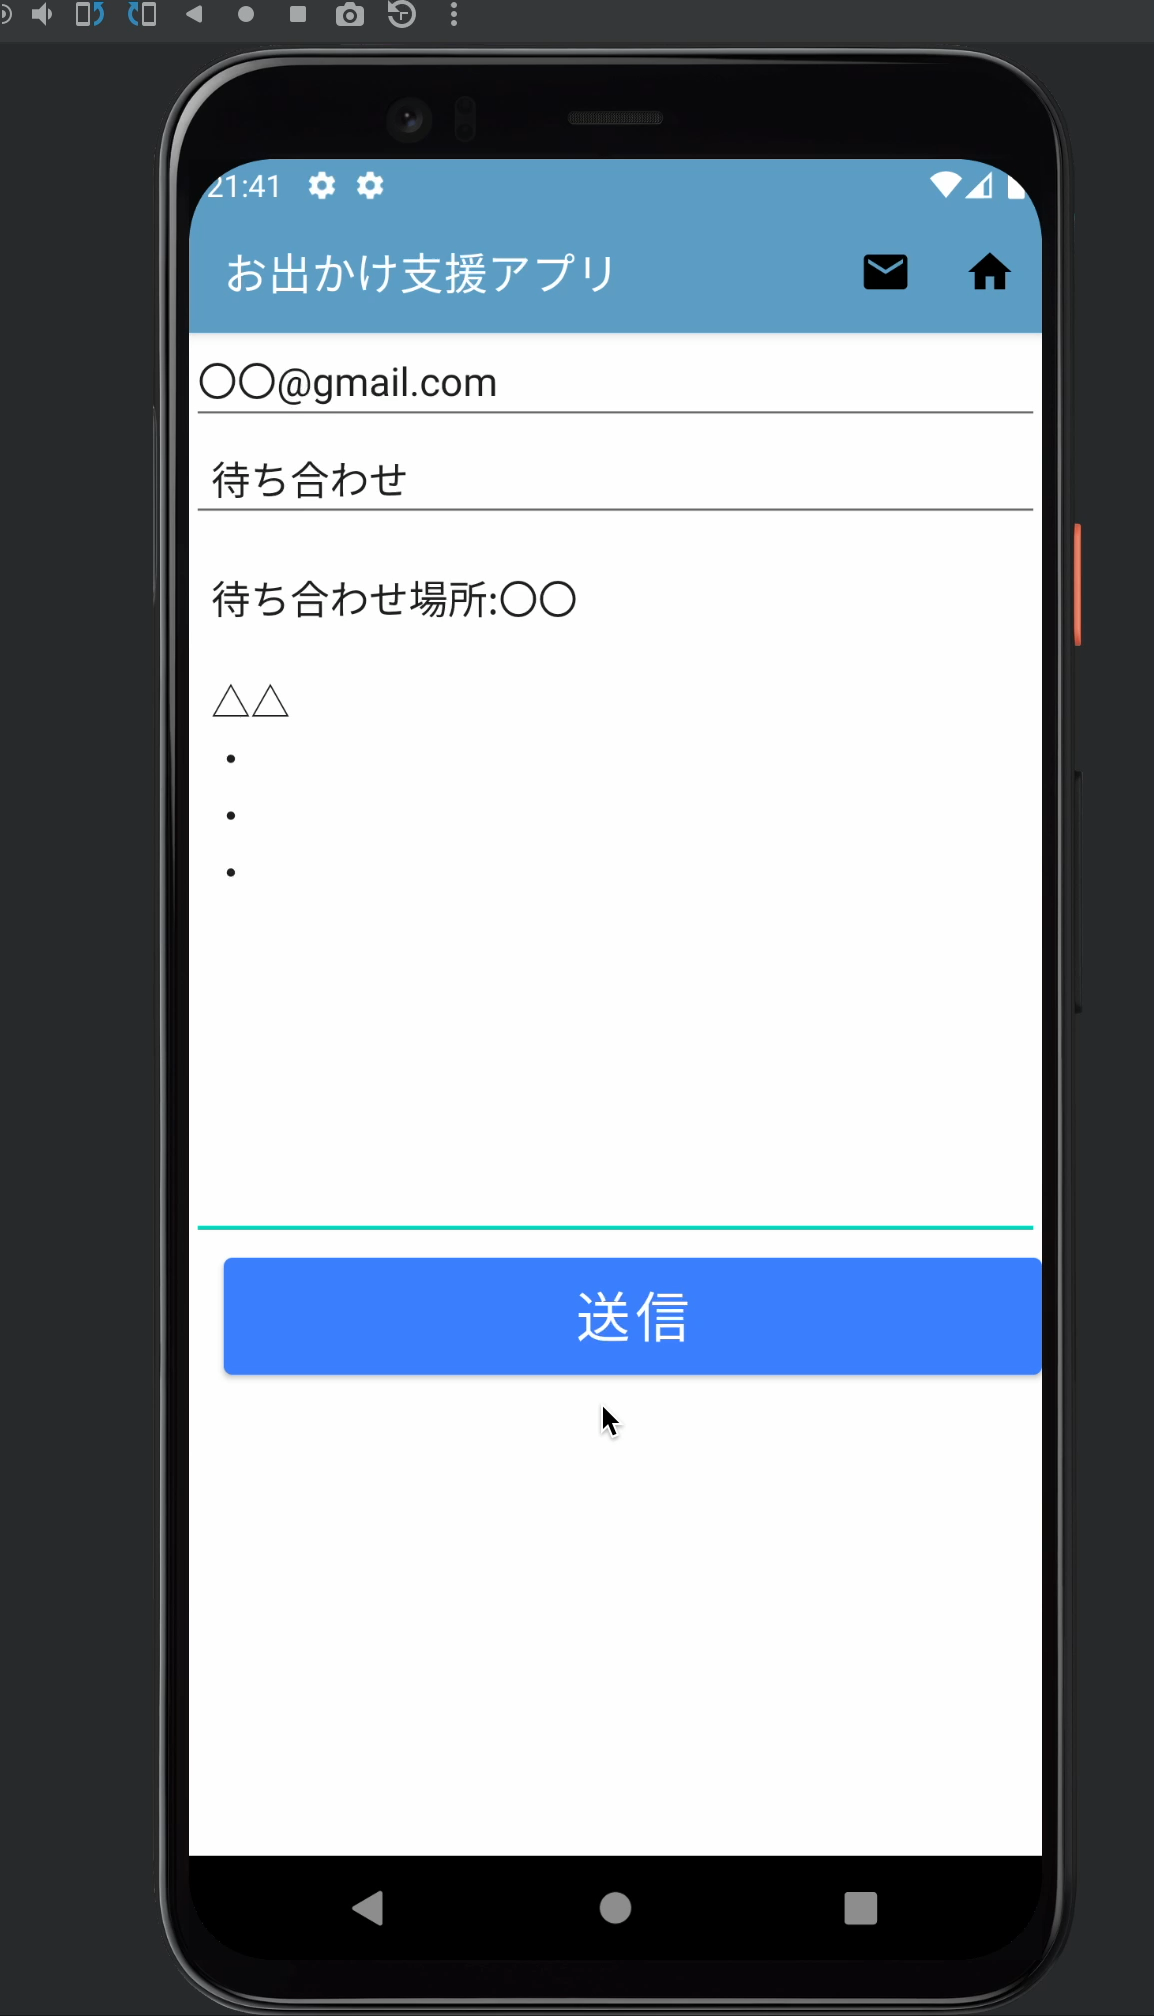 21:41
お出かけ支援アプリ
〇〇@gmail.com
待ち合わせ
待ち合わせ場所:〇〇
△△
・
・
・
送信